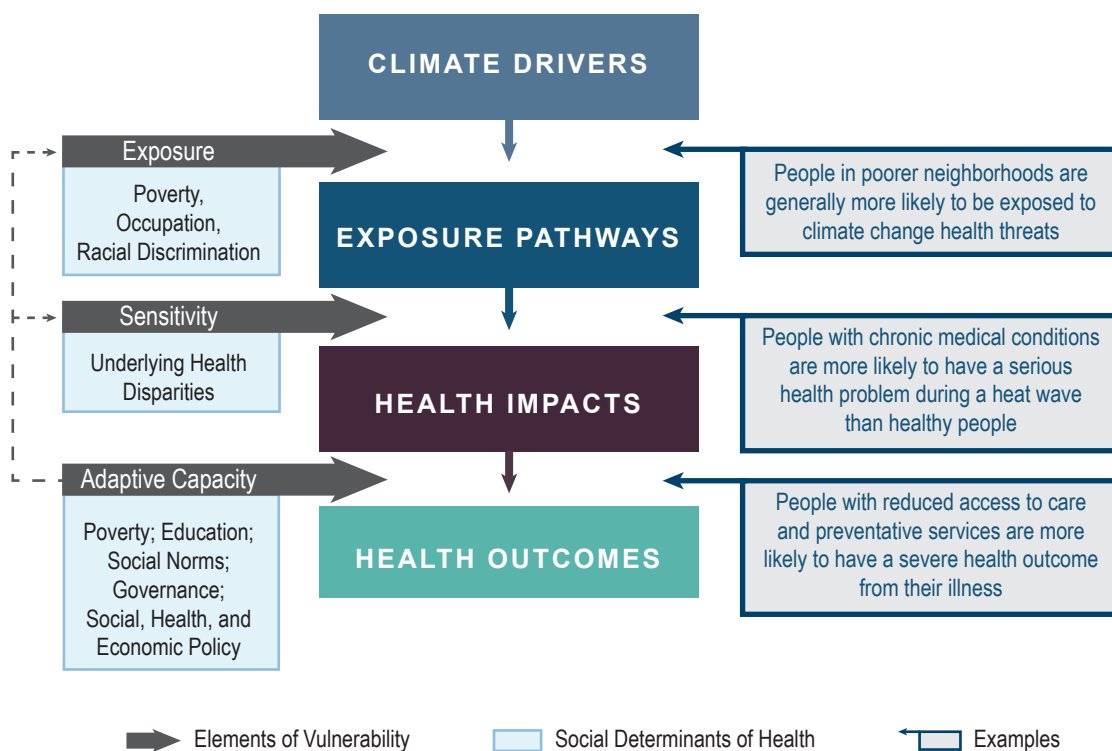 CLIMATE DRIVERS
Exposure
Poverty,
Occupation,
Racial Discrimination
People in poorer neighborhoods are
generally more likely to be exposed to
climate change health threats
EXPOSURE PATHWAYS
Sensitivity
Underlying Health
Disparities
People with chronic medical conditions
are more likely to have a serious
health problem during a heat wave
than healthy people
HEALTH IMPACTS
Adaptive Capacity
Poverty; Education;
Social Norms;
Governance;
Social, Health, and
Economic Policy
People with reduced access to care
and preventative services are more
likely to have a severe health outcome
from their illness
HEALTH OUTCOMES
Elements of Vulnerability
Social Determinants of Health
Examples